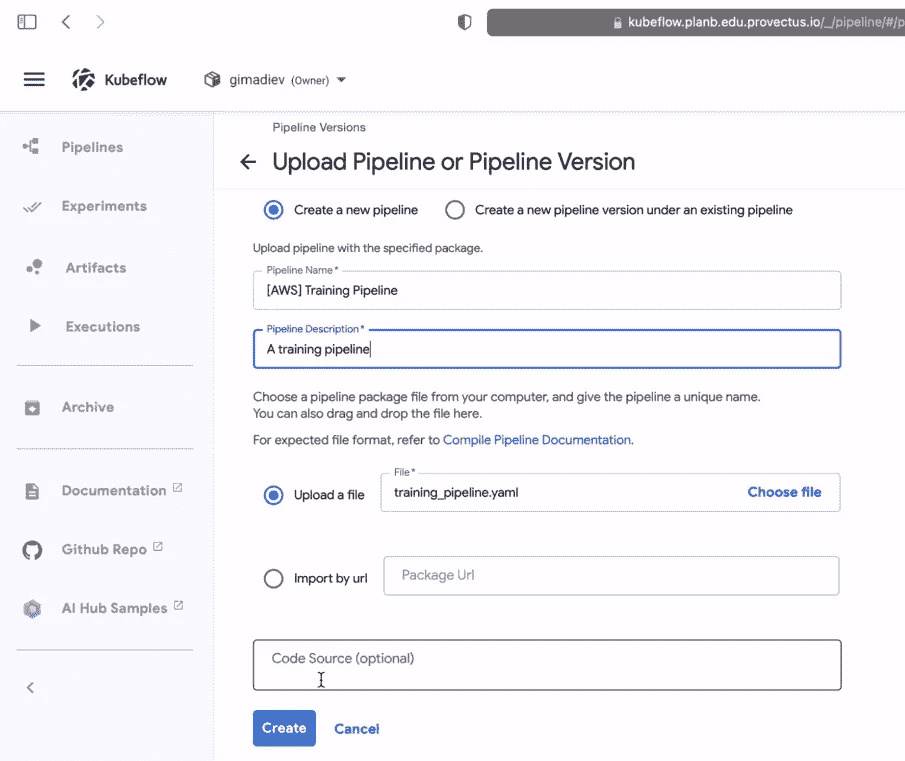 kubeflow.planb.edu.provectus.io/_/pipeline/#/p
Kubeflow
gimadiev (Owner)
Pipelines
Experiments
Artifacts
Executions
Archive
Documentation
Github Repo
AI Hub Samples
Pipeline Versions
Upload Pipeline or Pipeline Version
Create a new pipeline
Create a new pipeline version under an existing pipeline
Upload pipeline with the specified package.
Pipeline Name*
[AWS] Training Pipeline
Pipeline Description*
A training pipeline
Choose a pipeline package file from your computer, and give the pipeline a unique name.
You can also drag and drop the file here.
For expected file format, refer to Compile Pipeline Documentation.
Upload a file
File*
training_pipeline.yaml
Choose file
Import by url
Package Url
Code Source (optional)
Create
Cancel